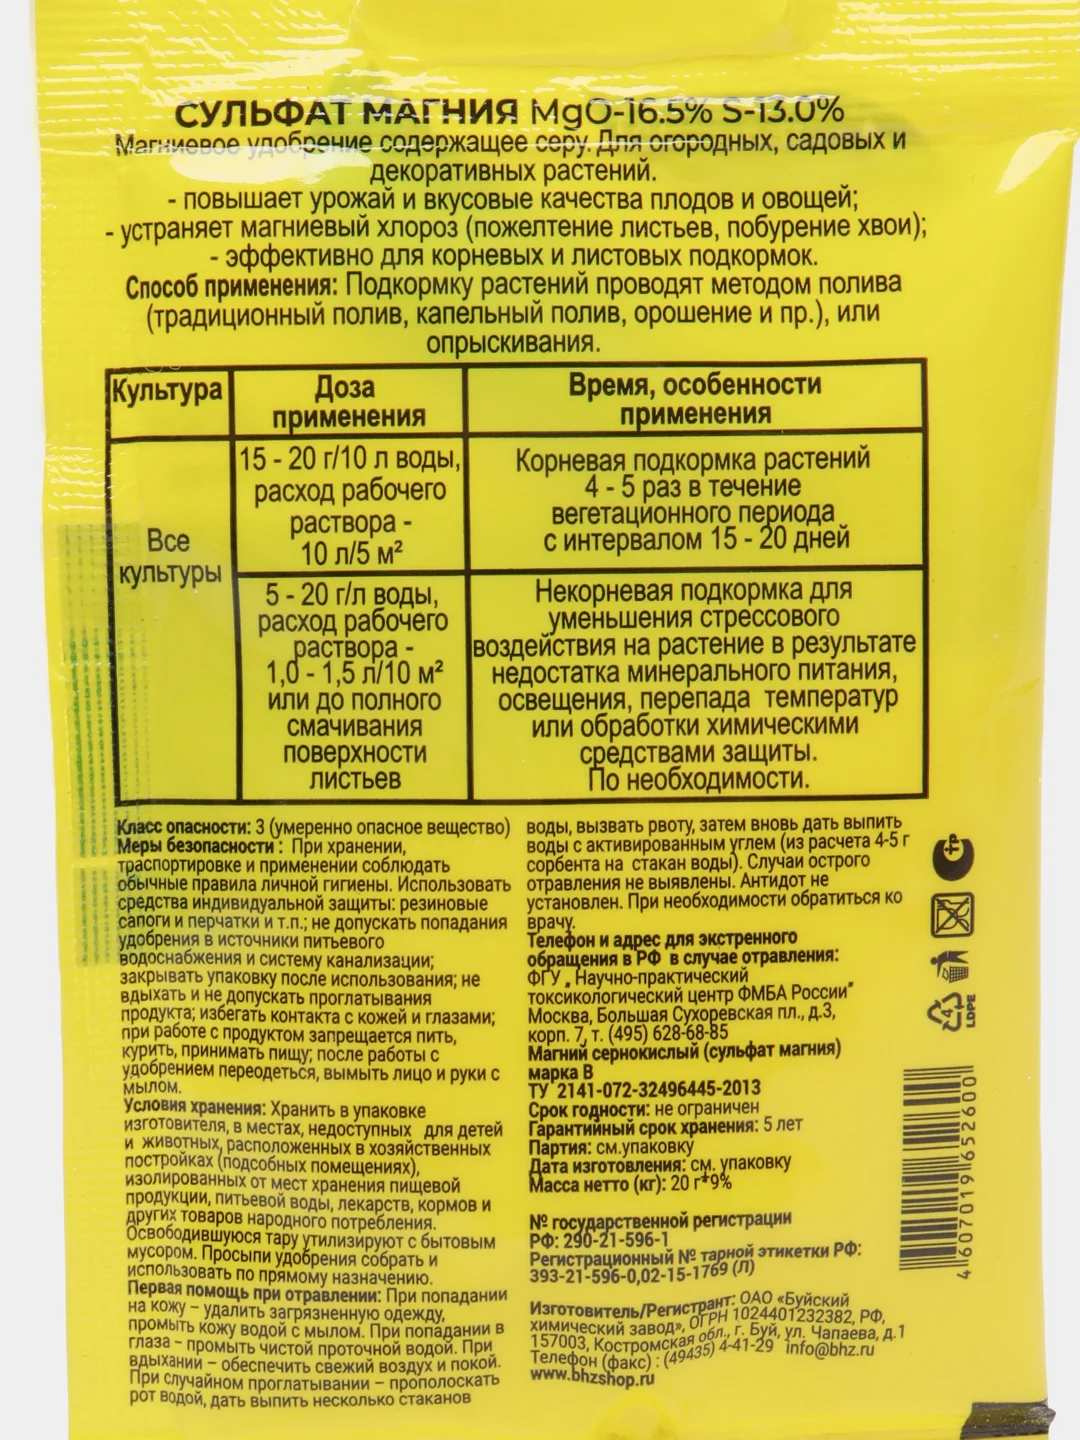 СУЛЬФАТ МАГНИЯ MgO-16.5% S-13.0%
Магниевое удобрение содержащее серу. Для огородных, садовых и
декоративных растений.
- повышает урожай и вкусовые качества плодов и овощей;
- устраняет магниевый хлороз (пожелтение листьев, побурение хвои);
- эффективно для корневых и листовых подкормок.
Способ применения: Подкормку растений проводят методом полива
(традиционный полив, капельный полив, орошение и пр.), или
опрыскивания.
Культура
Доза
применения
Время, особенности
применения
Все
культуры
15 - 20 г/10 л воды,
расход рабочего
раствора -
10 л/5 м²
Корневая подкормка растений
4 - 5 раз в течение
вегетационного периода
с интервалом 15 - 20 дней
5 - 20 г/л воды,
расход рабочего
раствора -
1,0 - 1,5 л/10 м²
или до полного
смачивания
поверхности
листьев
Некорневая подкормка для
уменьшения стрессового
воздействия на растение в результате
недостатка минерального питания,
освещения, перепада температур
или обработки химическими
средствами защиты.
По необходимости.
Класс опасности: 3 (умеренно опасное вещество)
Меры безопасности : При хранении,
траспортировке и применении соблюдать
обычные правила личной гигиены. Использовать
средства индивидуальной защиты: резиновые
сапоги и перчатки и т.п.; не допускать попадания
удобрения в источники питьевого
водоснабжения и систему канализации;
закрывать упаковку после использования; не
вдыхать и не допускать проглатывания
продукта; избегать контакта с кожей и глазами;
при работе с продуктом запрещается пить,
курить, принимать пищу; после работы с
удобрением переодеться, вымыть лицо и руки с
мылом.
Условия хранения: Хранить в упаковке
изготовителя, в местах, недоступных для детей
и животных, расположенных в хозяйственных
постройках (подсобных помещениях),
изолированных от мест хранения пищевой
продукции, питьевой воды, лекарств, кормов и
других товаров народного потребления.
Освободившуюся тару утилизируют с бытовым
мусором. Просыпи удобрения собрать и
использовать по прямому назначению.
Первая помощь при отравлении: При попадании
на кожу – удалить загрязненную одежду,
промыть кожу водой с мылом. При попадании в
глаза – промыть чистой проточной водой. При
вдыхании – обеспечить свежий воздух и покой.
При случайном проглатывании – прополоскать
рот водой, дать выпить несколько стаканов
воды, вызвать рвоту, затем вновь дать выпить
воды с активированным углем (из расчета 4-5 г
сорбента на стакан воды). Случаи острого
отравления не выявлены. Антидот не
установлен. При необходимости обратиться ко
врачу.
Телефон и адрес для экстренного
обращения в РФ в случае отравления:
ФГУ „Научно-практический
токсикологический центр ФМБА России"
Москва, Большая Сухоревская пл., д.3,
корп. 7, т. (495) 628-68-85
Магний сернокислый (сульфат магния)
марка В
ТУ 2141-072-32496445-2013
Срок годности: не ограничен
Гарантийный срок хранения: 5 лет
Партия: см.упаковку
Дата изготовления: см. упаковку
Масса нетто (кг): 20 г±9%
№ государственной регистрации
РФ: 290-21-596-1
Регистрационный № тарной этикетки РФ:
393-21-596-0,02-15-1769 (Л)
Изготовитель/Регистрант: ОАО «Буйский
химический завод», ОГРН 1024401232382, РФ,
157003, Костромская обл., г. Буй, ул. Чапаева, д.1
Телефон (факс) : (49435) 4-41-29 info@bhz.ru
www.bhzshop.ru
4
LDPE
4 607019 652600